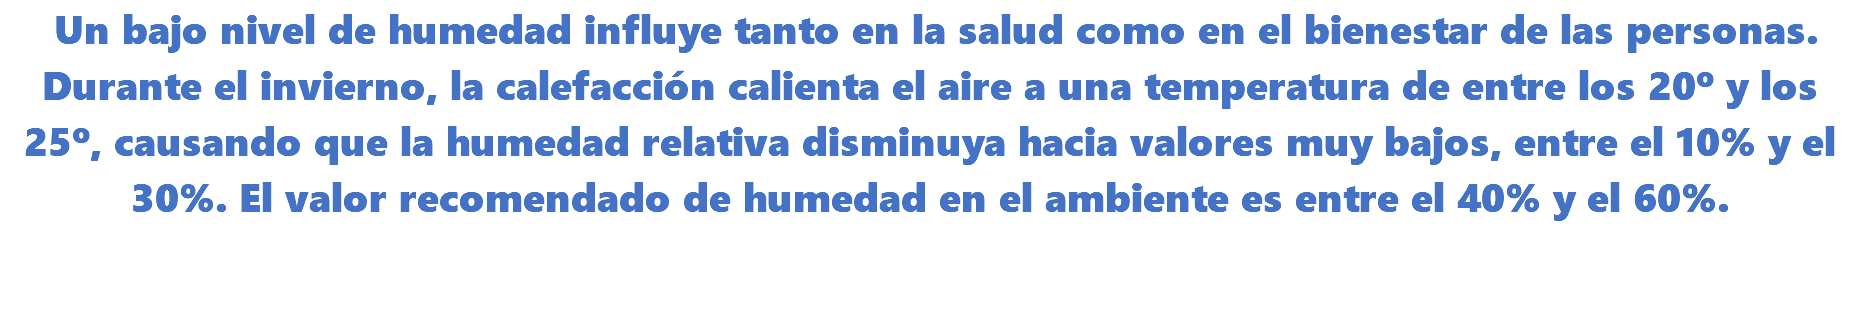 Un bajo nivel de humedad influye tanto en la salud como en el bienestar de las personas.
Durante el invierno, la calefacción calienta el aire a una temperatura de entre los 20º y los
25º, causando que la humedad relativa disminuya hacia valores muy bajos, entre el 10% y el
30%. El valor recomendado de humedad en el ambiente es entre el 40% y el 60%.